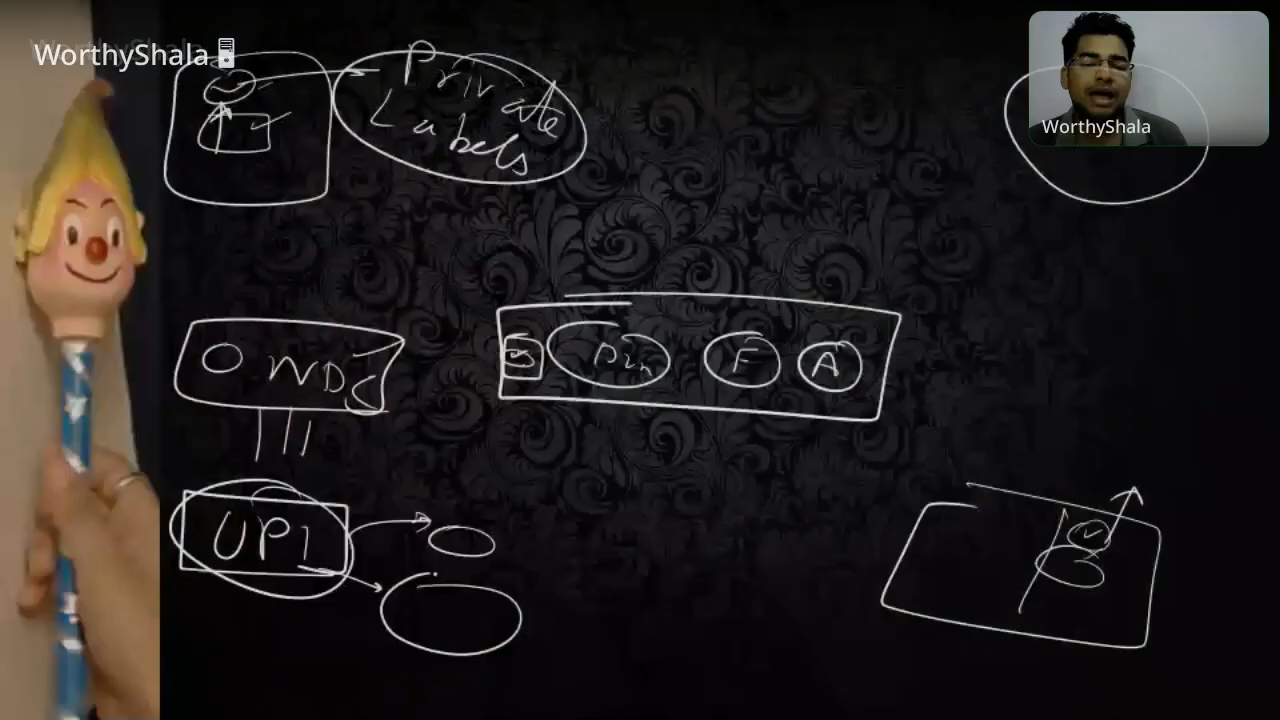 WorthyShala
WorthyShala
Private
Labels
ONDC
F
A
UPI